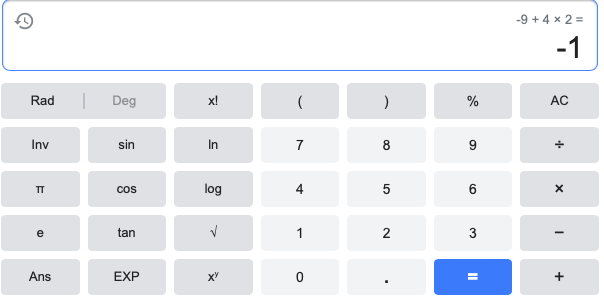 -9 + 4 × 2 =
-1
Rad | Deg x! ( ) % AC
Inv sin ln 7 8 9 ÷
π cos log 4 5 6 ×
e tan √ 1 2 3 −
Ans EXP xʸ 0 . = +